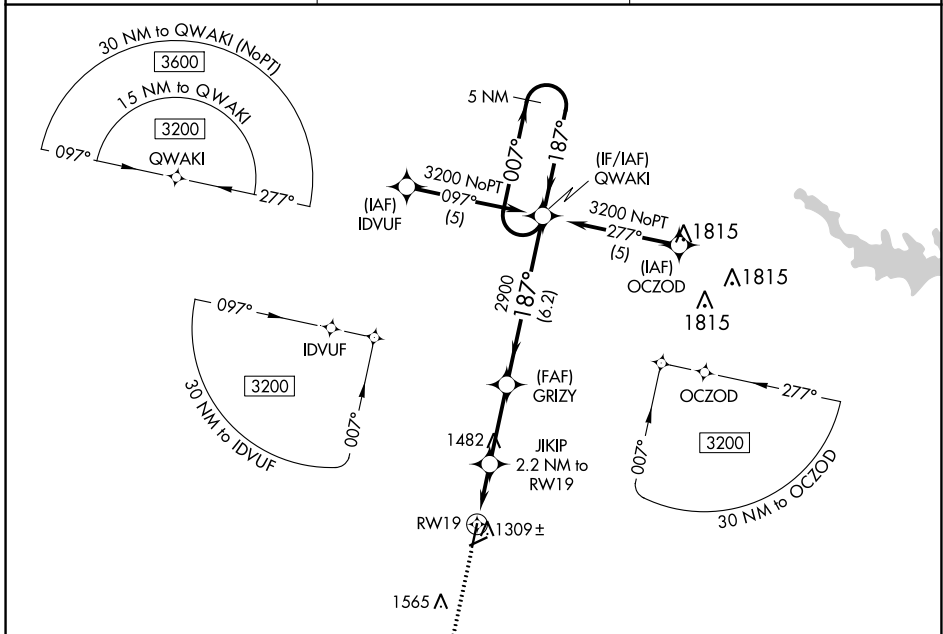 30 NM to QWAKI (NoPT)
3600
15 NM to QWAKI
3200
097°
QWAKI
277°
5 NM
007°
187°
(IF/IAF)
QWAKI
3200 NoPT
097°
(5)
(IAF)
IDVUF
3200 NoPT
277°
(5)
(IAF)
OCZOD
1815
1815
1815
2900
187°
(6.2)
097°
IDVUF
3200
007°
30 NM to IDVUF
(FAF)
GRIZY
1482
JIKIP
2.2 NM to
RW19
RW19
1309±
1565
OCZOD
277°
3200
007°
30 NM to OCZOD